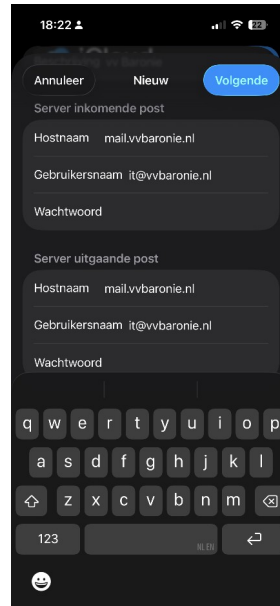 18:22
22
Annuleer
Nieuw
Volgende
Server inkomende post
Hostnaam mail.vvbaronie.nl
Gebruikersnaam it@vvbaronie.nl
Wachtwoord
Server uitgaande post
Hostnaam mail.vvbaronie.nl
Gebruikersnaam it@vvbaronie.nl
Wachtwoord
q w e r t y u i o p
a s d f g h j k l
z x c v b n m
123
NL EN